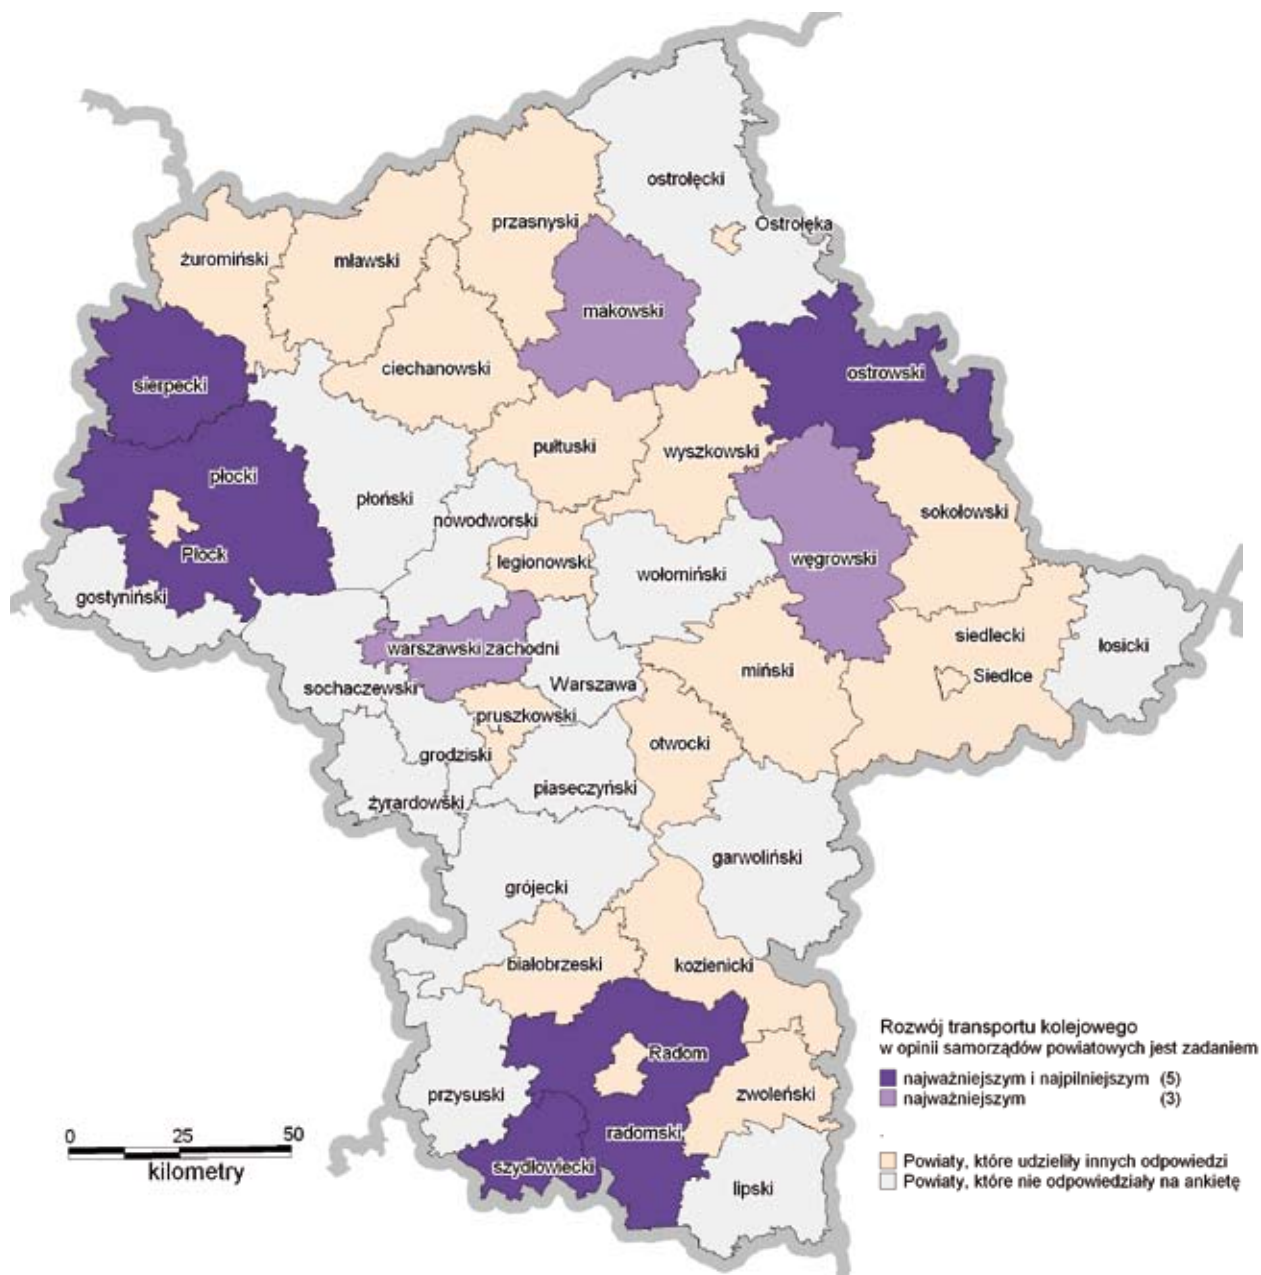 ostrołęcki
przasnyski
Ostrołęka
żuromiński
mławski
makowski
ciechanowski
ostrowski
sierpecki
pułtuski
wyszkowski
płocki
płoński
sokołowski
nowodworski
Płock
legionowski
wołomiński
węgrowski
gostyniński
siedlecki
łosicki
warszawski zachodni
miński
Siedlce
sochaczewski
Warszawa
pruszkowski
otwocki
grodziski
piaseczyński
żyrardowski
garwoliński
grójecki
białobrzeski
kozienicki
Radom
przysuski
zwoleński
radomski
szydłowiecki
lipski
0 25 50
kilometry
Rozwój transportu kolejowego
w opinii samorządów powiatowych jest zadaniem
najważniejszym i najpilniejszym (5)
najważniejszym (3)
Powiaty, które udzieliły innych odpowiedzi
Powiaty, które nie odpowiedziały na ankietę